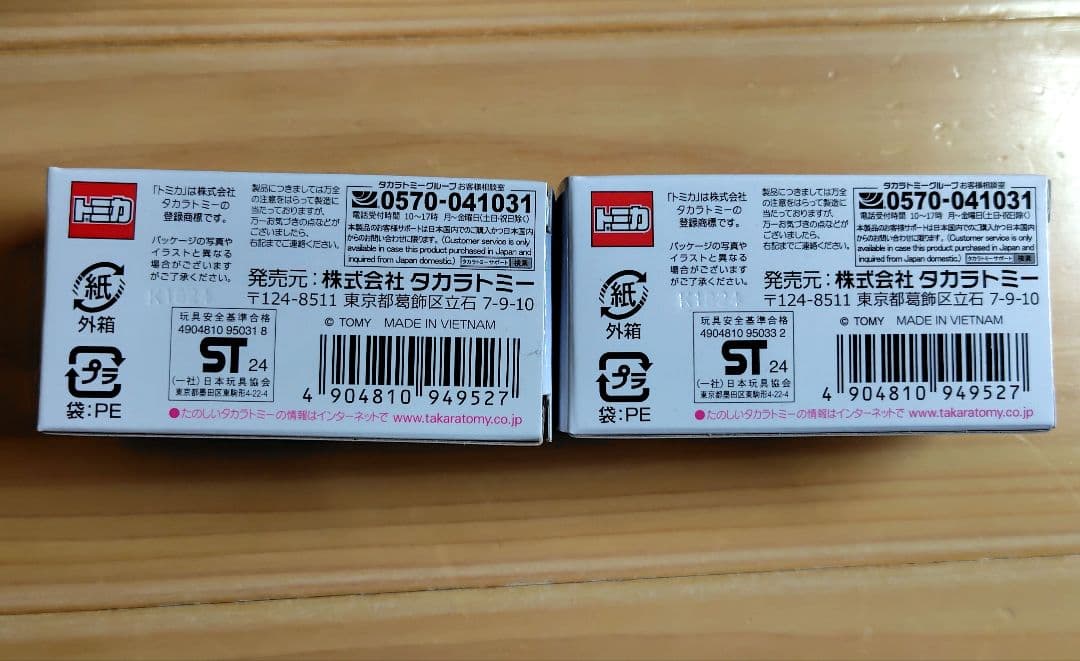 トミカ
「トミカ」は株式会社
タカラトミーの
登録商標です。
パッケージの写真や
イラストと異なる
場合がございます
がご了承ください。
製品につきましては万全
の注意をはらって製造に
当たっておりますが、
万一お気づきの点などが
ございましたら、
右記までご連絡ください。
タカラトミーグループお客様相談室
0570-041031
電話受付時間 10〜17時 月〜金曜日(土・日・祝日除く)
本製品のお客様サポートは日本国内でのご購入かつ日本国内
からのお問い合わせに限ります。(Customer service is only
available in case this product purchased in Japan and
inquired from Japan domestic.) タカラトミーサポート 検索
発売元：株式会社 タカラトミー
〒124-8511 東京都葛飾区立石 7-9-10
紙
外箱
プラ
袋：PE
玩具安全基準合格
4904810 95031 8
ST 24
(一社)日本玩具協会
東京都墨田区東駒形4-22-4
© TOMY MADE IN VIETNAM
4 904810 949527
●たのしいタカラトミーの情報はインターネットで www.takaratomy.co.jp
トミカ
「トミカ」は株式会社
タカラトミーの
登録商標です。
パッケージの写真や
イラストと異なる
場合がございます
がご了承ください。
製品につきましては万全
の注意をはらって製造に
当たっておりますが、
万一お気づきの点などが
ございましたら、
右記までご連絡ください。
タカラトミーグループお客様相談室
0570-041031
電話受付時間 10〜17時 月〜金曜日(土・日・祝日除く)
本製品のお客様サポートは日本国内でのご購入かつ日本国内
からのお問い合わせに限ります。(Customer service is only
available in case this product purchased in Japan and
inquired from Japan domestic.) タカラトミーサポート 検索
発売元：株式会社 タカラトミー
〒124-8511 東京都葛飾区立石 7-9-10
紙
外箱
プラ
袋：PE
玩具安全基準合格
4904810 95033 2
ST 24
(一社)日本玩具協会
東京都墨田区東駒形4-22-4
© TOMY MADE IN VIETNAM
4 904810 949527
●たのしいタカラトミーの情報はインターネットで www.takaratomy.co.jp